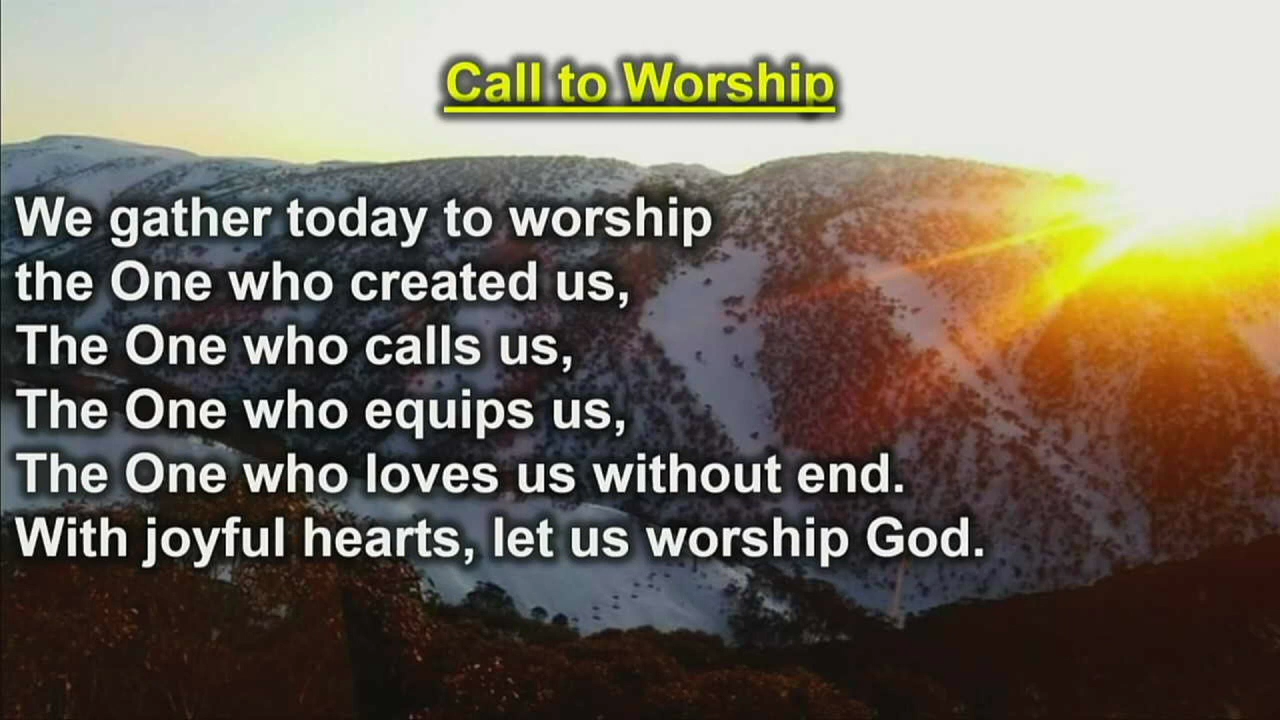 Call to Worship
We gather today to worship
the One who created us,
The One who calls us,
The One who equips us,
The One who loves us without end.
With joyful hearts, let us worship God.